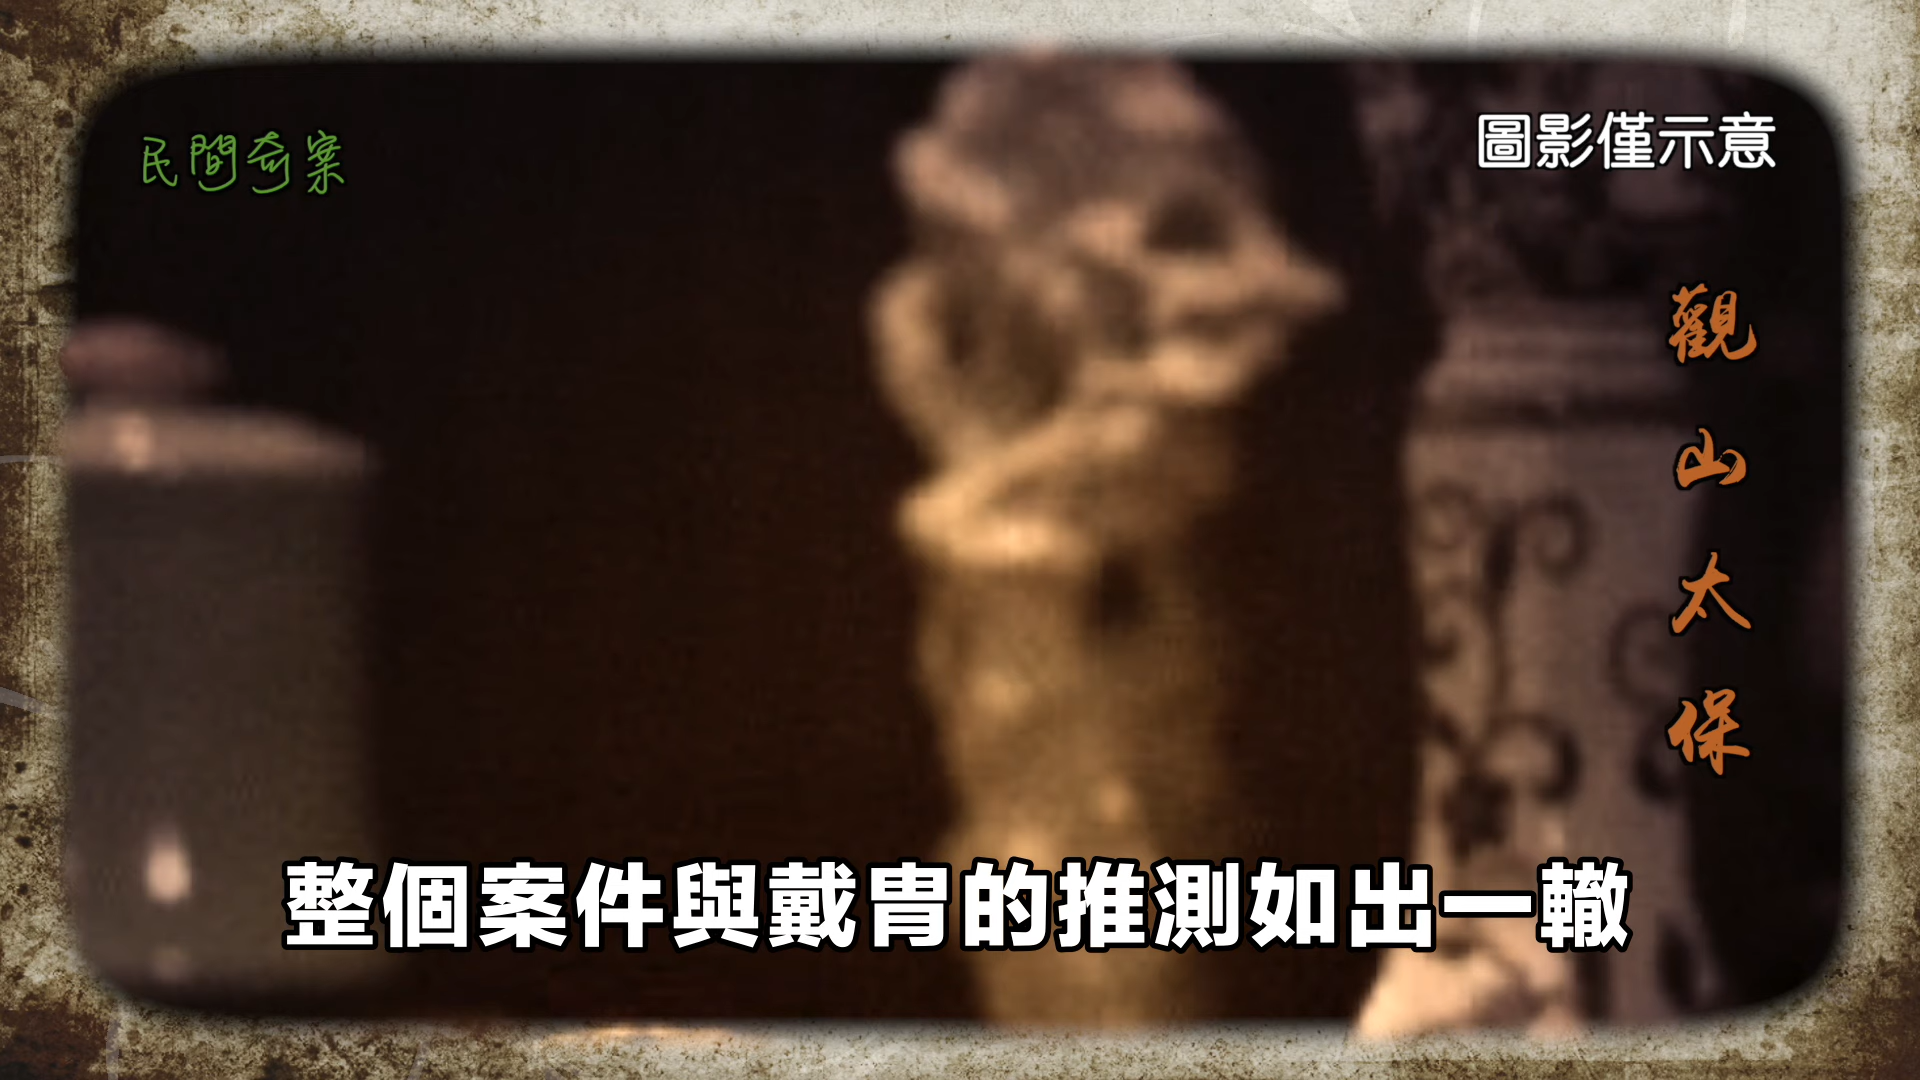 民間奇案
圖影僅示意
觀山太保
整個案件與戴冑的推測如出一轍